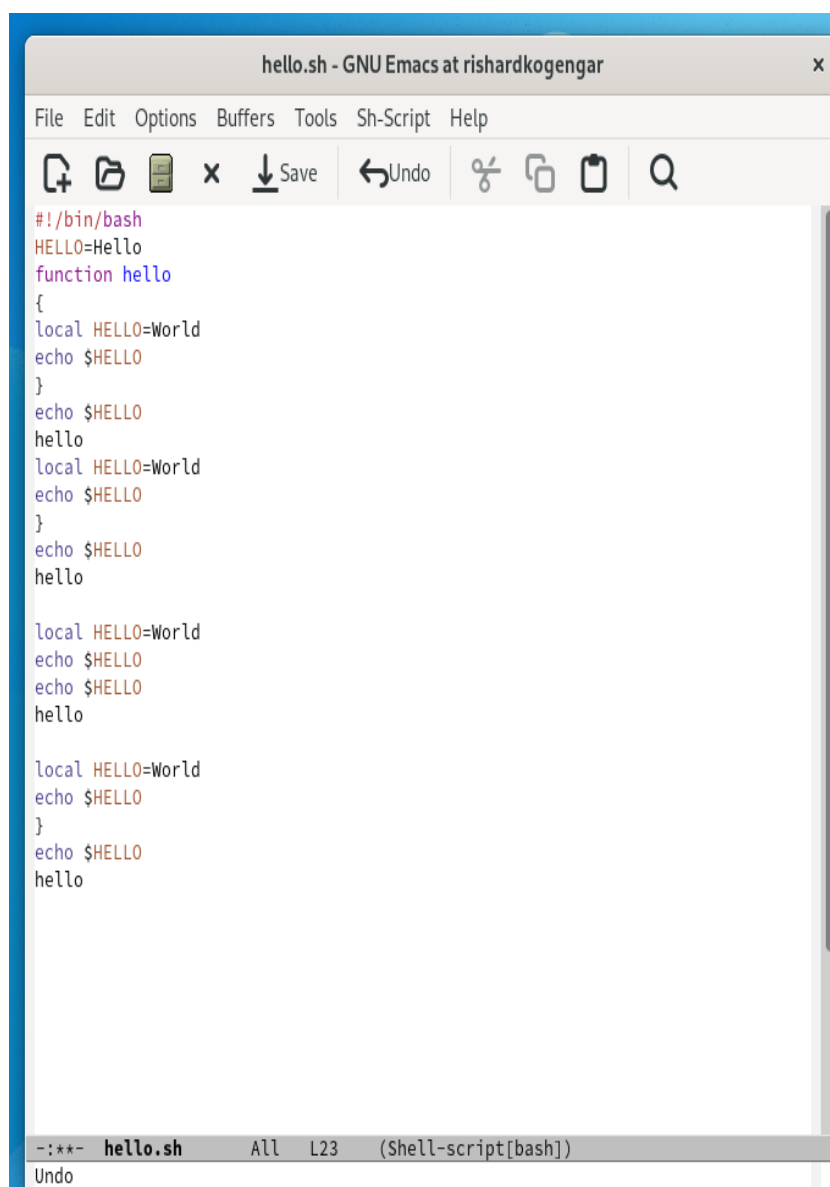 hello.sh - GNU Emacs at rishardkogengar x
File Edit Options Buffers Tools Sh-Script Help
Save Undo
#!/bin/bash
HELLO=Hello
function hello
{
local HELLO=World
echo $HELLO
}
echo $HELLO
hello
local HELLO=World
echo $HELLO
}
echo $HELLO
hello

local HELLO=World
echo $HELLO
echo $HELLO
hello

local HELLO=World
echo $HELLO
}
echo $HELLO
hello
-:**- hello.sh All L23 (Shell-script[bash])
Undo